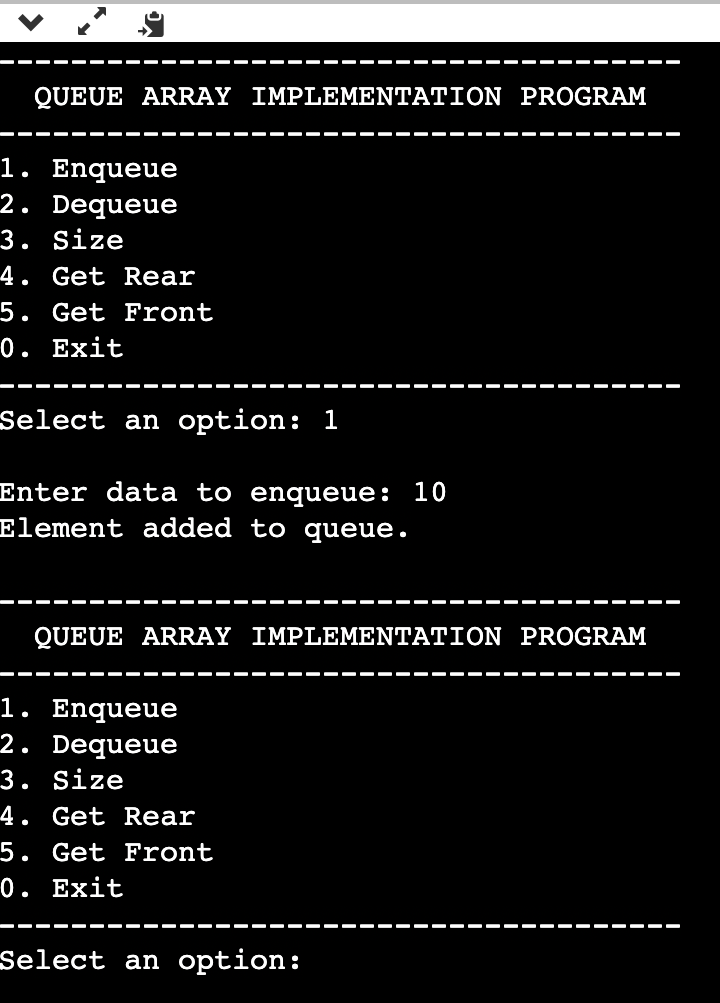 --------------------------------------
  QUEUE ARRAY IMPLEMENTATION PROGRAM
--------------------------------------
1. Enqueue
2. Dequeue
3. Size
4. Get Rear
5. Get Front
0. Exit
--------------------------------------
Select an option: 1

Enter data to enqueue: 10
Element added to queue.


--------------------------------------
  QUEUE ARRAY IMPLEMENTATION PROGRAM
--------------------------------------
1. Enqueue
2. Dequeue
3. Size
4. Get Rear
5. Get Front
0. Exit
--------------------------------------
Select an option: